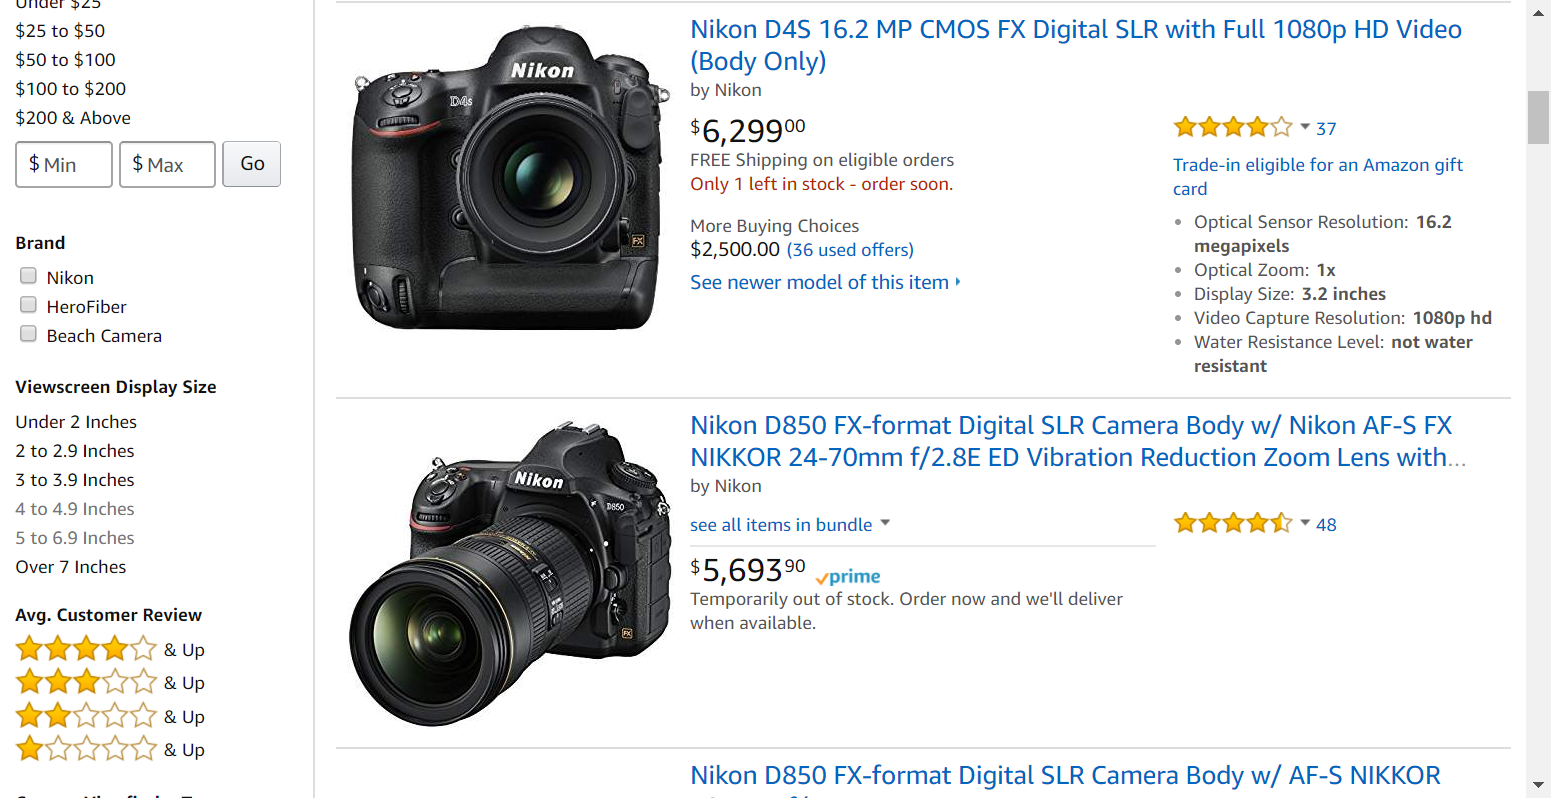 Under $25
$25 to $50
$50 to $100
$100 to $200
$200 & Above
$ Min $ Max Go
Brand
Nikon
HeroFiber
Beach Camera
Viewscreen Display Size
Under 2 Inches
2 to 2.9 Inches
3 to 3.9 Inches
4 to 4.9 Inches
5 to 6.9 Inches
Over 7 Inches
Avg. Customer Review
& Up
& Up
& Up
& Up
Nikon
D4s
FX
Nikon D4S 16.2 MP CMOS FX Digital SLR with Full 1080p HD Video
(Body Only)
by Nikon
$6,29900
FREE Shipping on eligible orders
Only 1 left in stock - order soon.
More Buying Choices
$2,500.00 (36 used offers)
See newer model of this item
37
Trade-in eligible for an Amazon gift
card
Optical Sensor Resolution: 16.2
megapixels
Optical Zoom: 1x
Display Size: 3.2 inches
Video Capture Resolution: 1080p hd
Water Resistance Level: not water
resistant
Nikon
D850
FX
Nikon D850 FX-format Digital SLR Camera Body w/ Nikon AF-S FX
NIKKOR 24-70mm f/2.8E ED Vibration Reduction Zoom Lens with...
by Nikon
see all items in bundle
$5,69390 prime
Temporarily out of stock. Order now and we'll deliver
when available.
48
Nikon D850 FX-format Digital SLR Camera Body w/ AF-S NIKKOR